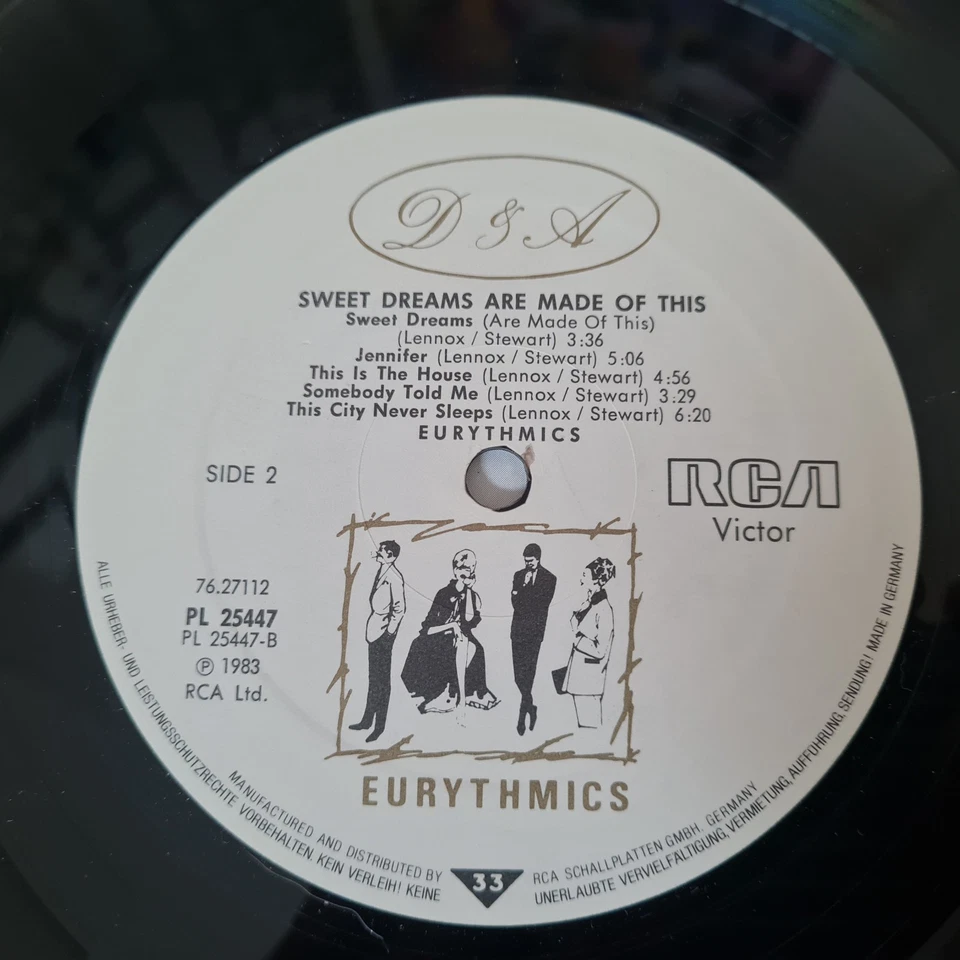 D & A
SWEET DREAMS ARE MADE OF THIS
Sweet Dreams (Are Made Of This)
(Lennox / Stewart) 3:36
Jennifer (Lennox / Stewart) 5:06
This Is The House (Lennox / Stewart) 4:56
Somebody Told Me (Lennox / Stewart) 3:29
This City Never Sleeps (Lennox / Stewart) 6:20
EURYTHMICS
SIDE 2
RCA
Victor
76.27112
PL 25447
PL 25447-B
℗ 1983
RCA Ltd.
EURYTHMICS
MANUFACTURED AND DISTRIBUTED BY RCA SCHALLPLATTEN GMBH. GERMANY
ALLE URHEBER- UND LEISTUNGSSCHUTZRECHTE VORBEHALTEN. KEIN VERLEIH! KEINE UNERLAUBTE VERVIELFÄLTIGUNG, VERMIETUNG, AUFFÜHRUNG, SENDUNG! MADE IN GERMANY
33